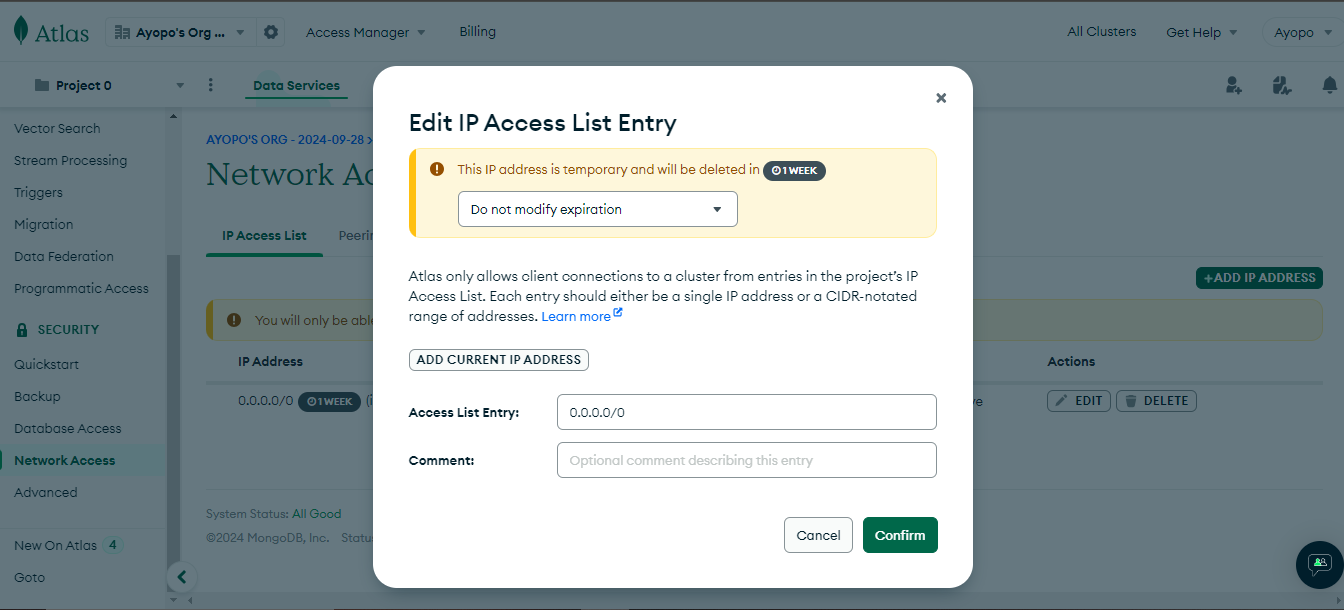 Atlas
Ayopo's Org ...
Access Manager
Billing
All Clusters
Get Help
Ayopo
Project 0
Data Services
Vector Search
Stream Processing
Triggers
Migration
Data Federation
Programmatic Access
SECURITY
Quickstart
Backup
Database Access
Network Access
Advanced
New On Atlas 4
Goto
AYOPO'S ORG - 2024-09-28 >
Network Ac
IP Access List
Peerin
+ADD IP ADDRESS
You will only be able
IP Address
Actions
0.0.0.0/0 1 WEEK (i
ve
EDIT
DELETE
System Status: All Good
©2024 MongoDB, Inc. Statu
Edit IP Access List Entry
This IP address is temporary and will be deleted in 1 WEEK
Do not modify expiration
Atlas only allows client connections to a cluster from entries in the project's IP
Access List. Each entry should either be a single IP address or a CIDR-notated
range of addresses. Learn more
ADD CURRENT IP ADDRESS
Access List Entry:
0.0.0.0/0
Comment:
Optional comment describing this entry
Cancel
Confirm